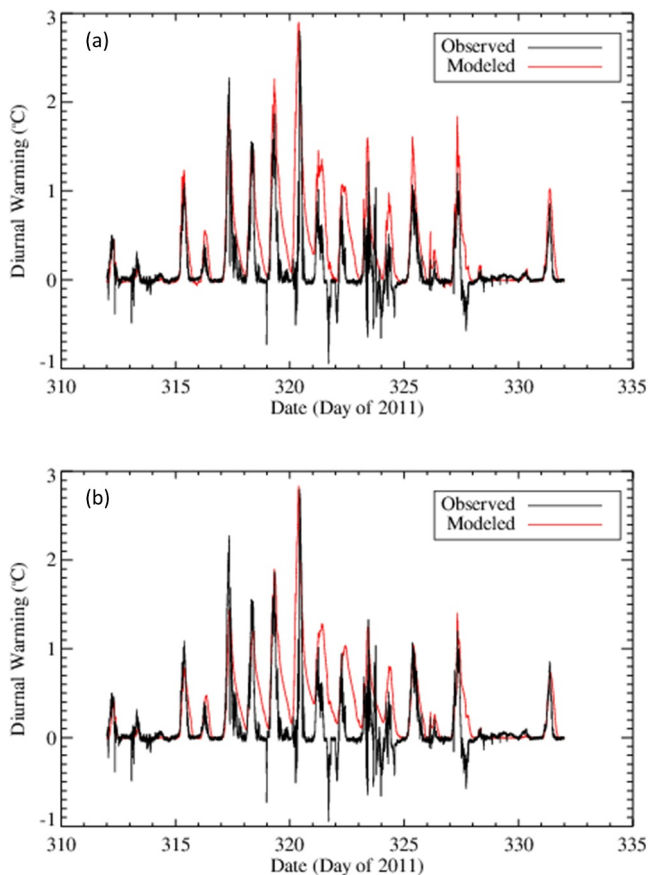 (a)
Observed
Modeled
3
2
1
0
-1
Diurnal Warming (°C)
310 315 320 325 330 335
Date (Day of 2011)
(b)
Observed
Modeled
3
2
1
0
-1
Diurnal Warming (°C)
310 315 320 325 330 335
Date (Day of 2011)